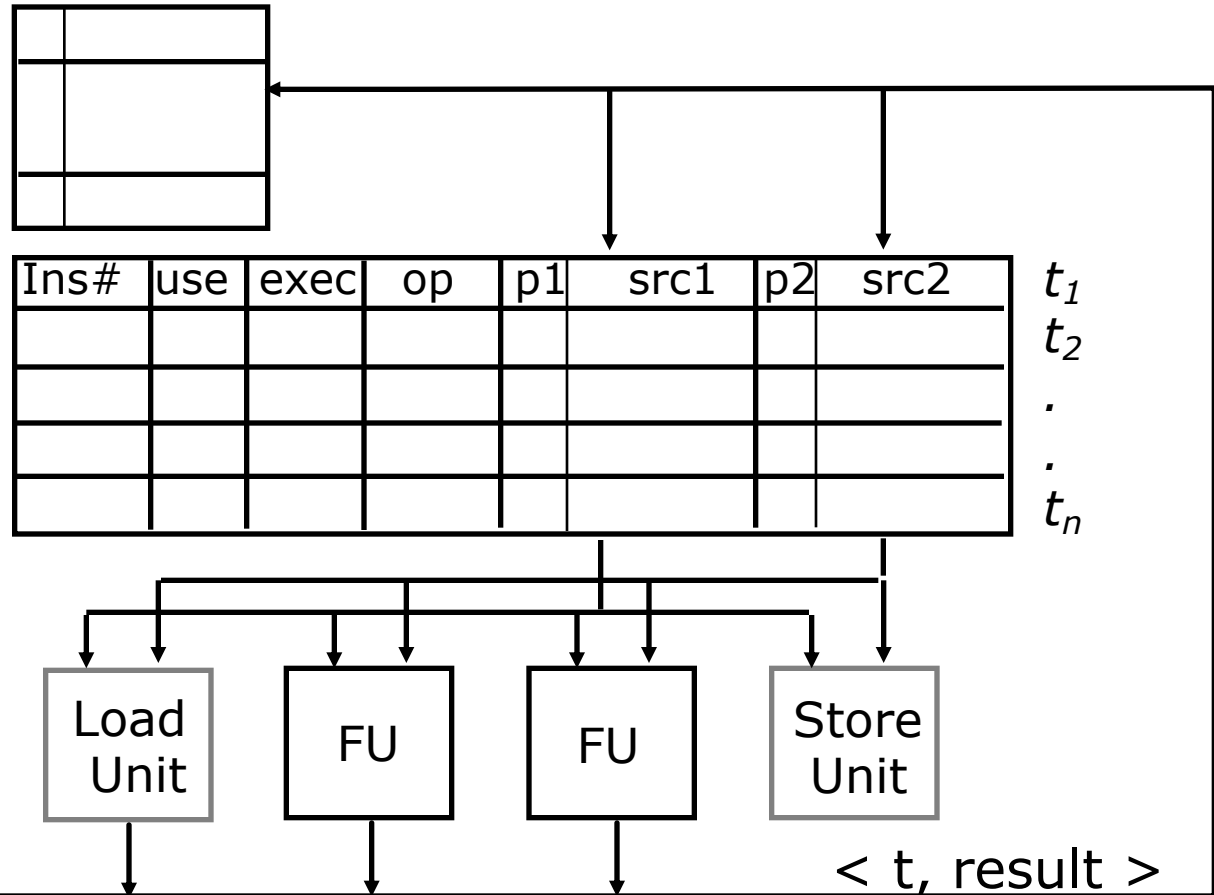 Ins# use exec op p1 src1 p2 src2 t1
t2
.
.
tn
Load Unit
FU
FU
Store Unit
< t, result >